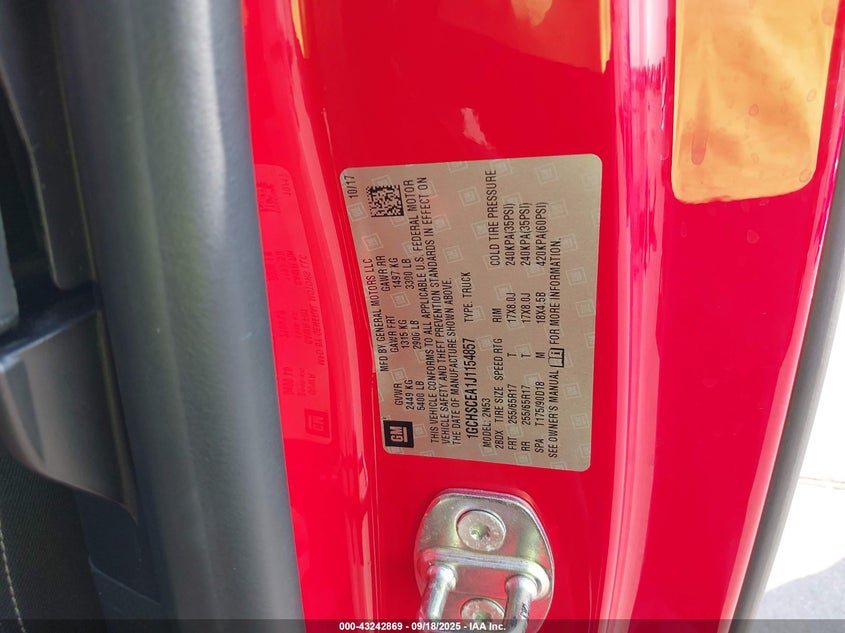 10/17
MFD BY GENERAL MOTORS LLC
GVWR GAWR FRT GAWR RR
2449 KG 1315 KG 1497 KG
5400 LB 2900 LB 3300 LB
THIS VEHICLE CONFORMS TO ALL APPLICABLE U.S. FEDERAL MOTOR
VEHICLE SAFETY AND THEFT PREVENTION STANDARDS IN EFFECT ON
THE DATE OF MANUFACTURE SHOWN ABOVE.
GM
1GCHSCEA1J1154857 TYPE: TRUCK
MODEL: 2N53
2BDX TIRE SIZE SPEED RTG RIM COLD TIRE PRESSURE
FRT 255/65R17 T 17X8.0J 240KPA(35PSI)
RR 255/65R17 T 17X8.0J 240KPA(35PSI)
SPA T175/90D18 M 18X4.5B 420KPA(60PSI)
SEE OWNER'S MANUAL FOR MORE INFORMATION.
000-43242869 - 09/18/2025 - IAA Inc.